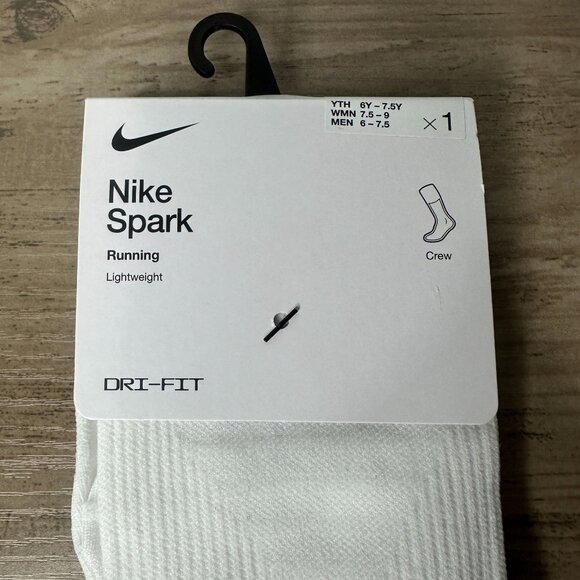 YTH 6Y – 7.5Y
WMN 7.5 – 9
MEN 6 – 7.5
×1
Nike
Spark
Running
Lightweight
Crew
DRI-FIT